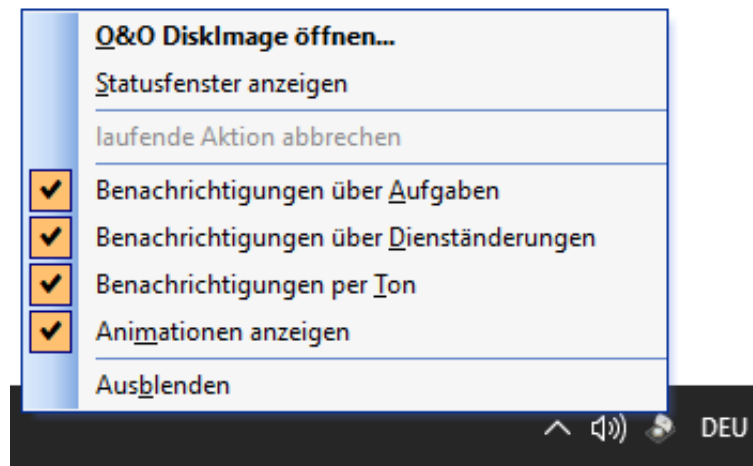 O&O DiskImage öffnen...
Statusfenster anzeigen
laufende Aktion abbrechen
Benachrichtigungen über Aufgaben
Benachrichtigungen über Dienständerungen
Benachrichtigungen per Ton
Animationen anzeigen
Ausblenden
DEU